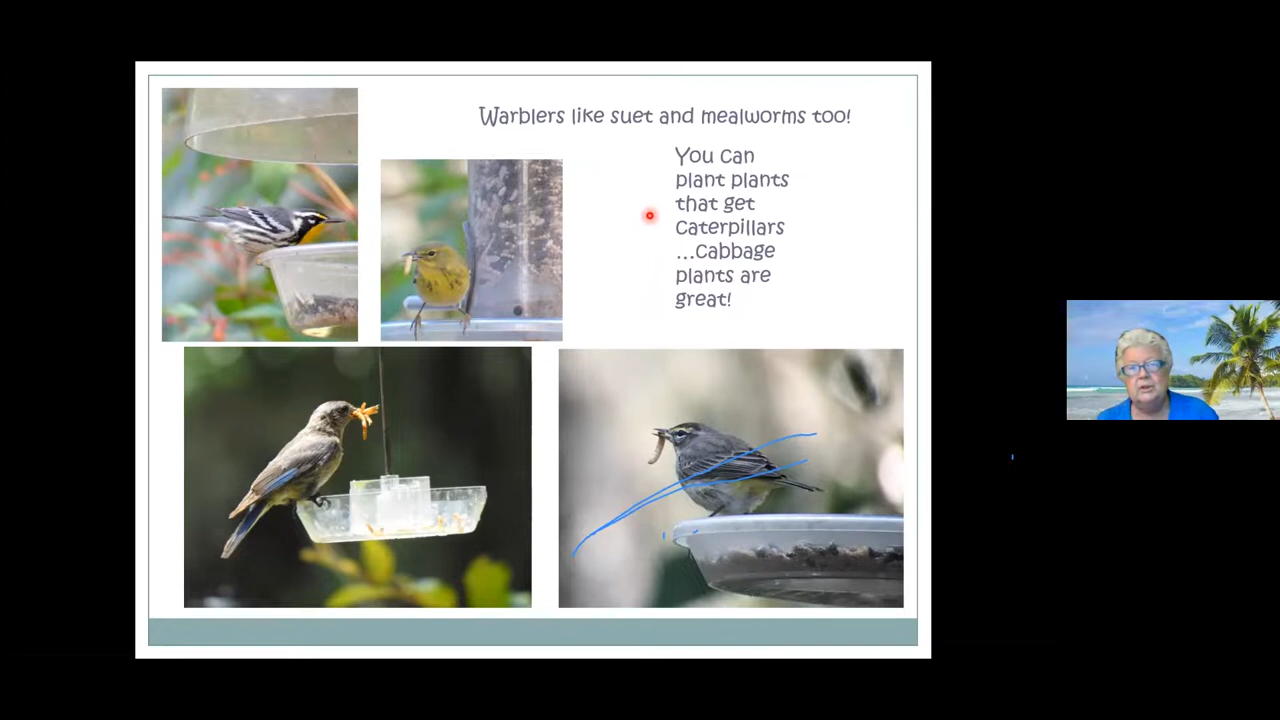 Warblers like suet and mealworms too!
You can
plant plants
that get
caterpillars
...cabbage
plants are
great!